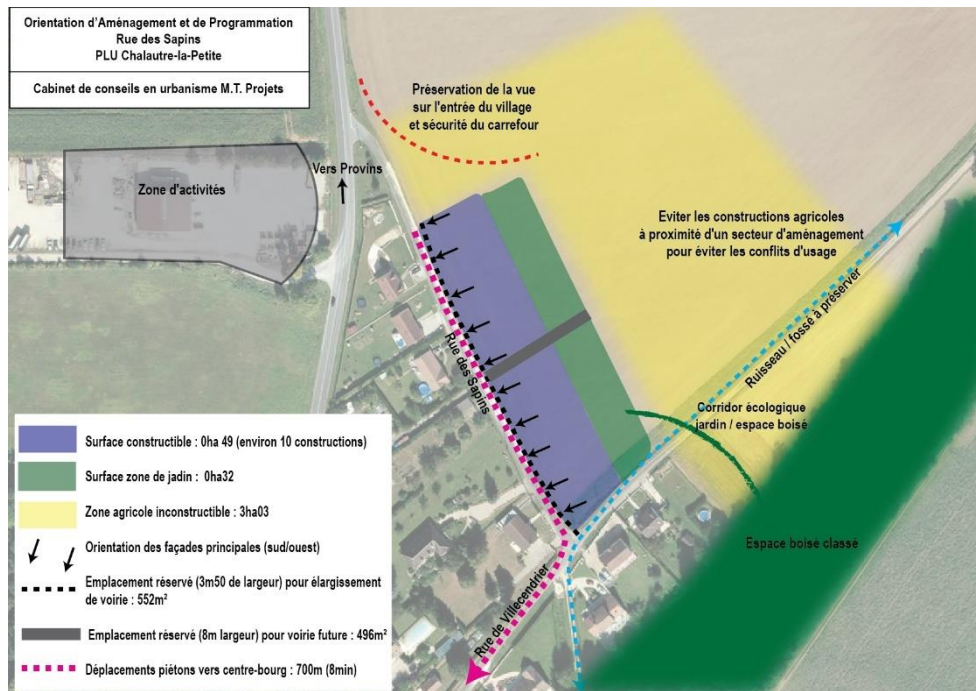 Orientation d'Aménagement et de Programmation
Rue des Sapins
PLU Chalautre-la-Petite
Cabinet de conseils en urbanisme M.T. Projets
Préservation de la vue
sur l'entrée du village
et sécurité du carrefour
Vers Provins
Zone d'activités
Eviter les constructions agricoles
à proximité d'un secteur d'aménagement
pour éviter les conflits d'usage
Ruisseau / fossé à préserver
Rue des Sapins
Corridor écologique
jardin / espace boisé
Espace boisé classé
Rue de Villecendrier
Surface constructible : 0ha 49 (environ 10 constructions)
Surface zone de jadin : 0ha32
Zone agricole inconstructible : 3ha03
Orientation des façades principales (sud/ouest)
Emplacement réservé (3m50 de largeur) pour élargissement
de voirie : 552m²
Emplacement réservé (8m largeur) pour voirie future : 496m²
Déplacements piétons vers centre-bourg : 700m (8min)